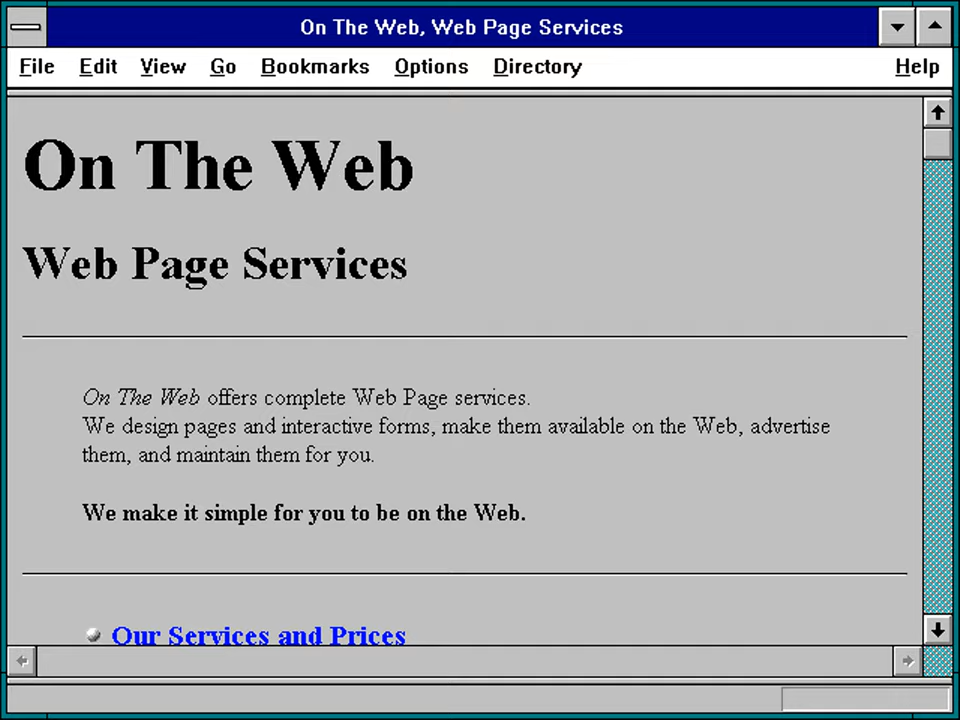 On The Web, Web Page Services
File Edit View Go Bookmarks Options Directory Help
On The Web
Web Page Services
On The Web offers complete Web Page services.
We design pages and interactive forms, make them available on the Web, advertise
them, and maintain them for you.
We make it simple for you to be on the Web.
Our Services and Prices